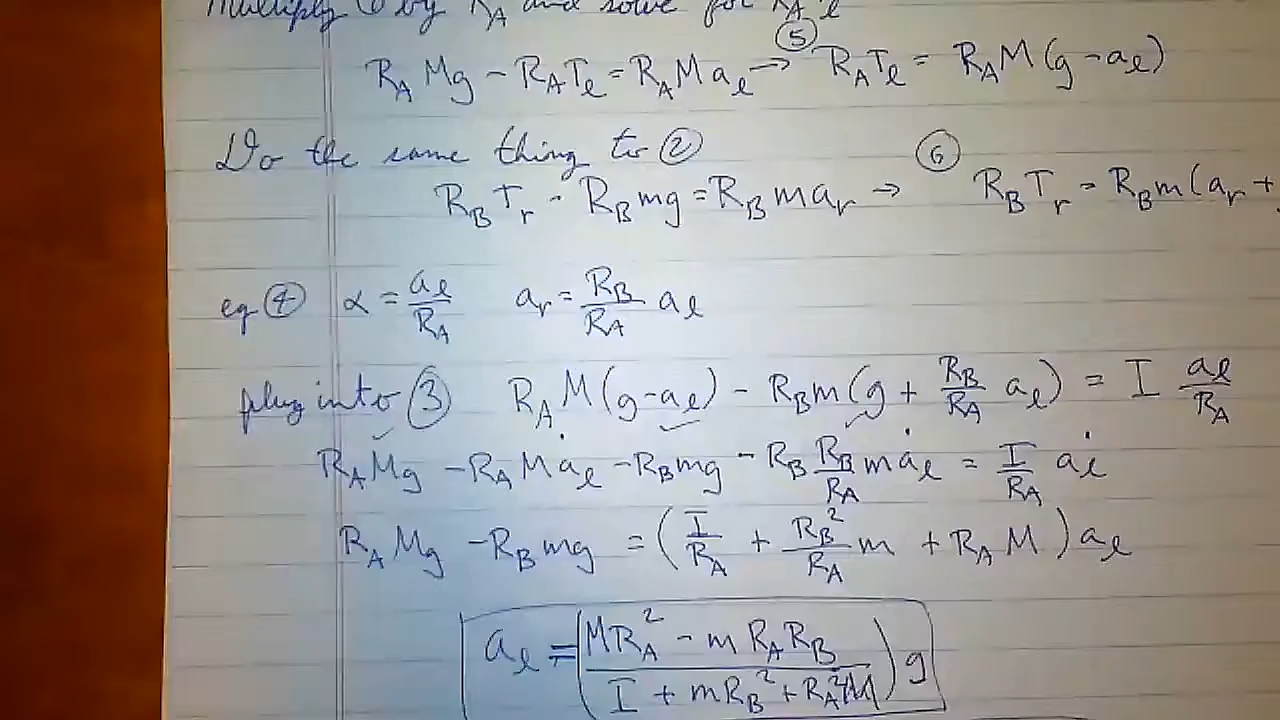 Multiply ① by R_A and solve for R_A T_ℓ
R_A Mg - R_A T_ℓ = R_A M a_ℓ → ⑤ R_A T_ℓ = R_A M (g - a_ℓ)
Do the same thing to ②
R_B T_r - R_B mg = R_B m a_r → ⑥ R_B T_r = R_B m (a_r +
eq ④ α = a_ℓ/R_A a_r = R_B/R_A a_ℓ
plug into ③ R_A M (g - a_ℓ) - R_B m (g + R_B/R_A a_ℓ) = I a_ℓ/R_A
R_A Mg - R_A M a_ℓ - R_B mg - R_B R_B/R_A m a_ℓ = I/R_A a_ℓ
R_A Mg - R_B mg = (I/R_A + R_B²/R_A m + R_A M) a_ℓ
a_ℓ = ((MR_A² - m R_A R_B)/(I + mR_B² + R_A² M)) g